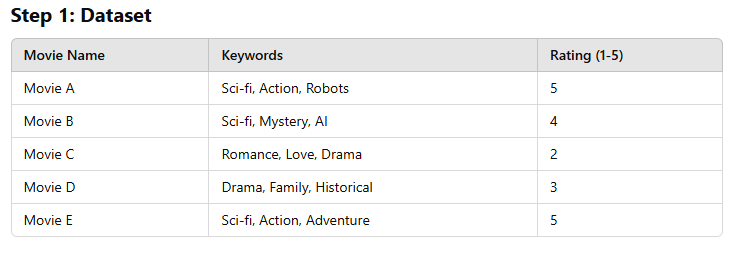 Step 1: Dataset
Movie Name Keywords Rating (1-5)
Movie A Sci-fi, Action, Robots 5
Movie B Sci-fi, Mystery, AI 4
Movie C Romance, Love, Drama 2
Movie D Drama, Family, Historical 3
Movie E Sci-fi, Action, Adventure 5